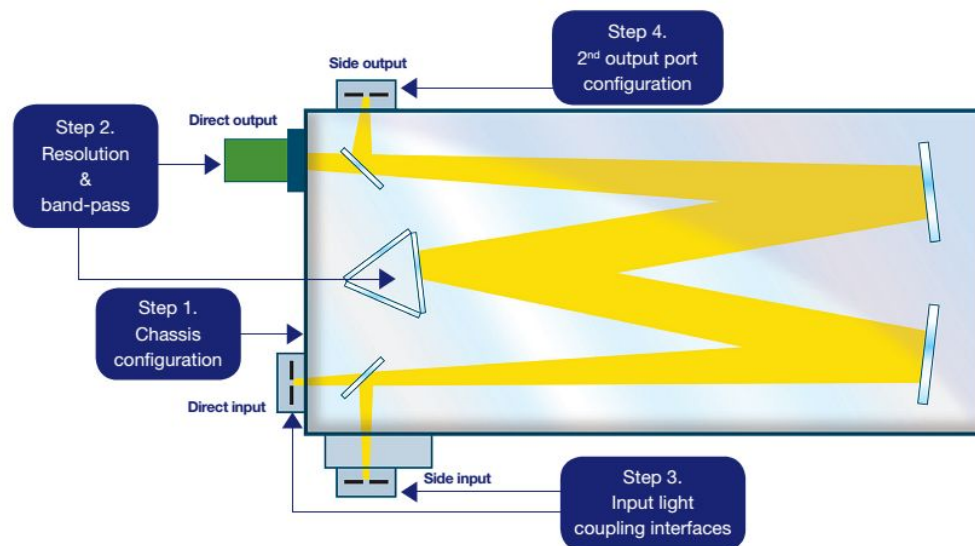 Step 4.
2nd output port
configuration
Side output
Direct output
Step 2.
Resolution
&
band-pass
Step 1.
Chassis
configuration
Direct input
Side input
Step 3.
Input light
coupling interfaces